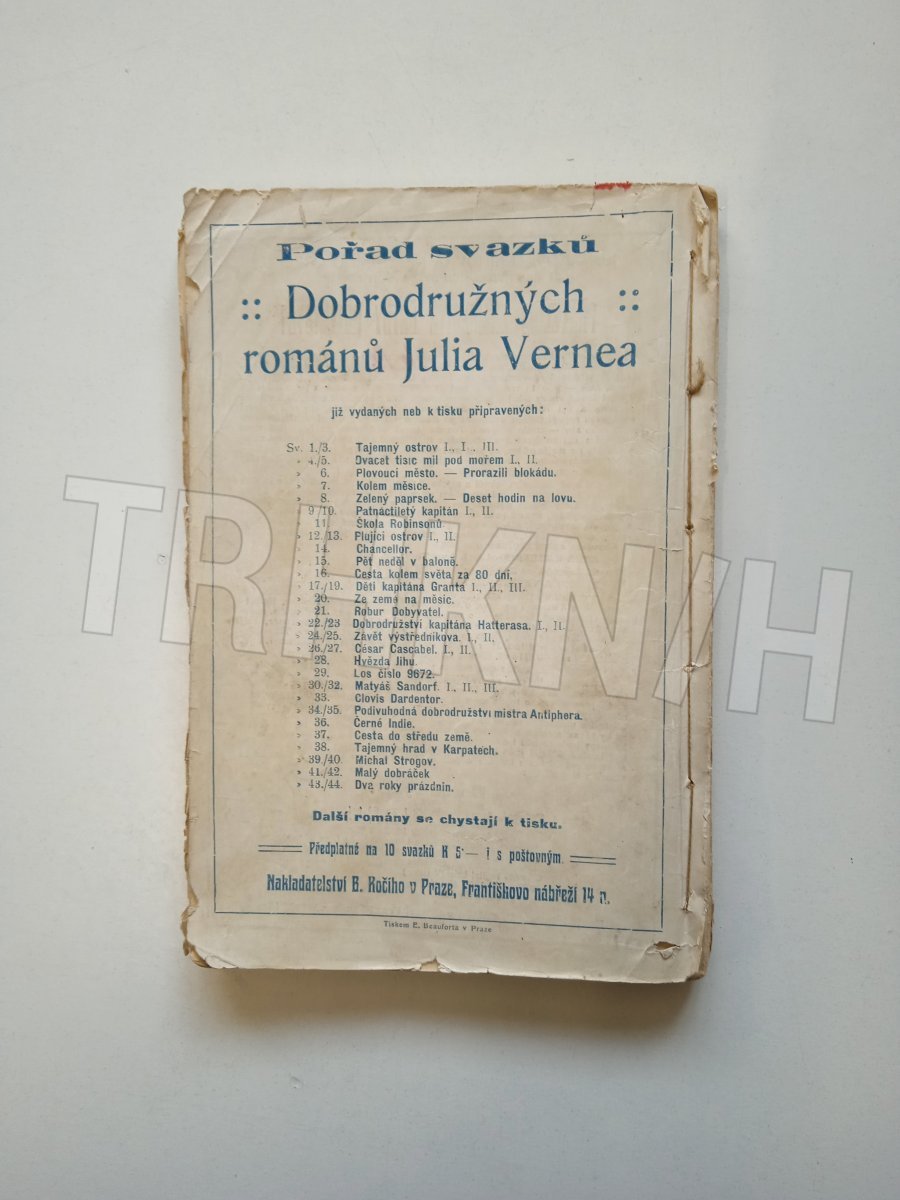 Pořad svazků
:: Dobrodružných ::
románů Julia Vernea
již vydaných neb k tisku připravených:
Sv. 1./3. Tajemný ostrov I., I ., III.
» 4./5. Dvacet tisíc mil pod mořem I., II.
» 6. Plovoucí město. — Prorazili blokádu.
» 7. Kolem měsíce.
» 8. Zelený paprsek. — Deset hodin na lovu.
» 9/10. Patnáctiletý kapitán I., II.
» 11. Škola Robinsonů.
» 12./13. Plující ostrov I., II.
» 14. Chancellor.
» 15. Pět neděl v baloně.
» 16. Cesta kolem světa za 80 dní.
» 17./19. Děti kapitána Granta I., II., III.
» 20. Ze země na měsíc.
» 21. Robur Dobyvatel.
» 22./23 Dobrodružství kapitána Hatterasa. I., II.
» 24./25. Závět výstředníkova. I., II.
» 26./27. César Cascabel. I., II.
» 28. Hvězda Jihu.
» 29. Los číslo 9672.
» 30./32. Matyáš Sandorf. I., II., III.
» 33. Clovis Dardentor.
» 34./35. Podivuhodná dobrodružství mistra Antiphera.
» 36. Černé Indie.
» 37. Cesta do středu země.
» 38. Tajemný hrad v Karpatech.
» 39./40. Michal Strogov.
» 41./42. Malý dobráček
» 43./44. Dva roky prázdnin.
Další romány se chystají k tisku.
Předplatné na 10 svazků K 5·— i s poštovným.
Nakladatelství B. Kočího v Praze, Františkovo nábřeží 14 n.
Tiskem E. Beauforta v Praze
TREKNIH